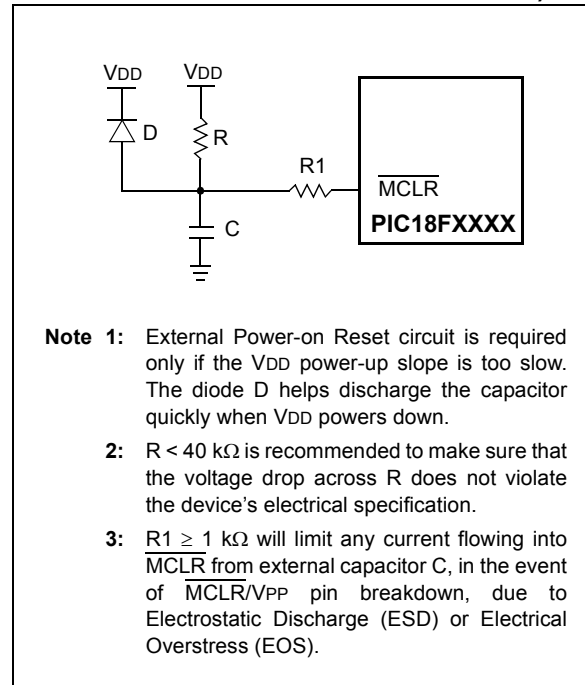 VDD VDD
D
R
R1
MCLR
C
PIC18FXXXX
Note 1: External Power-on Reset circuit is required
only if the VDD power-up slope is too slow.
The diode D helps discharge the capacitor
quickly when VDD powers down.
2: R < 40 kΩ is recommended to make sure that
the voltage drop across R does not violate
the device's electrical specification.
3: R1 ≥ 1 kΩ will limit any current flowing into
MCLR from external capacitor C, in the event
of MCLR/VPP pin breakdown, due to
Electrostatic Discharge (ESD) or Electrical
Overstress (EOS).